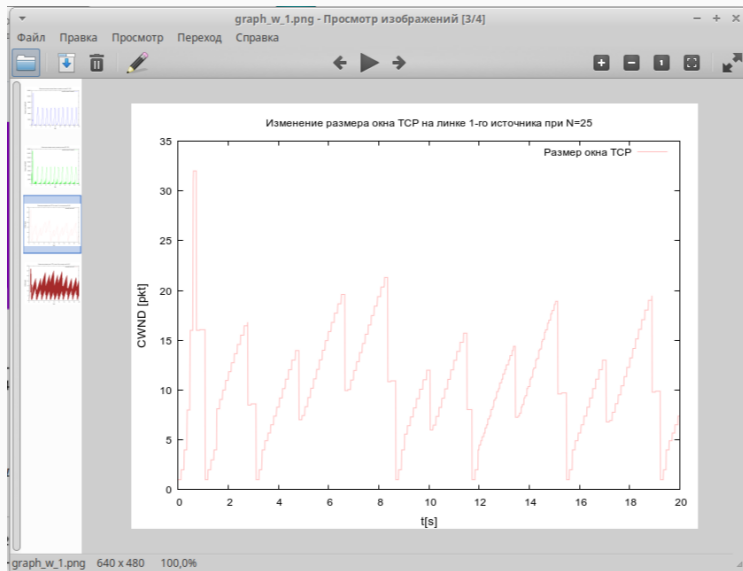 graph_w_1.png - Просмотр изображений [3/4]
Файл Правка Просмотр Переход Справка
Изменение размера окна TCP на линке 1-го источника при N=25
Размер окна TCP
35
30
25
20
15
10
5
0
CWND [pkt]
0 2 4 6 8 10 12 14 16 18 20
t[s]
graph_w_1.png 640 x 480 100,0%